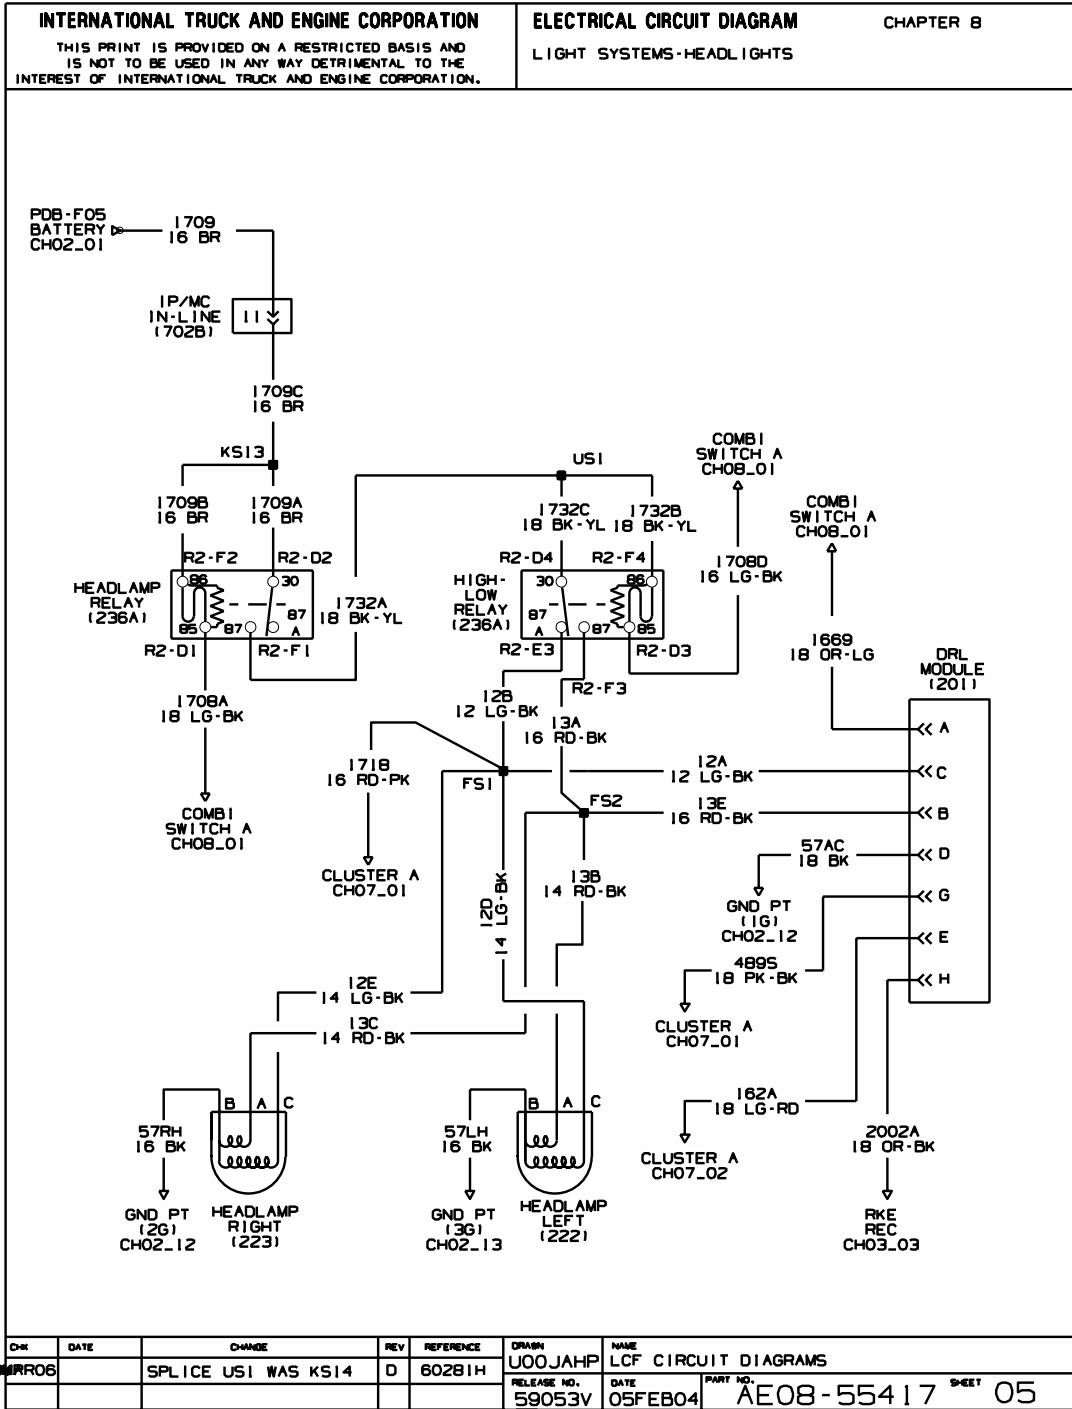 INTERNATIONAL TRUCK AND ENGINE CORPORATION
THIS PRINT IS PROVIDED ON A RESTRICTED BASIS AND
IS NOT TO BE USED IN ANY WAY DETRIMENTAL TO THE
INTEREST OF INTERNATIONAL TRUCK AND ENGINE CORPORATION.
ELECTRICAL CIRCUIT DIAGRAM
CHAPTER 8
LIGHT SYSTEMS-HEADLIGHTS
PDB-F05
BATTERY
CH02_01
1709
16 BR
IP/MC
IN-LINE
(702B)
11
1709C
16 BR
KS13
1709B
16 BR
1709A
16 BR
R2-F2
R2-D2
HEADLAMP
RELAY
(236A)
86
30
87
A
85
87
R2-D1
R2-F1
1732A
18 BK-YL
1708A
18 LG-BK
COMBI
SWITCH A
CH08_01
US1
1732C
18 BK-YL
1732B
18 BK-YL
R2-D4
R2-F4
HIGH-
LOW
RELAY
(236A)
30
86
87
A
87
85
R2-E3
R2-D3
R2-F3
COMBI
SWITCH A
CH08_01
1708D
16 LG-BK
COMBI
SWITCH A
CH08_01
1669
18 OR-LG
DRL
MODULE
(201)
A
C
B
D
G
E
H
12B
12 LG-BK
13A
16 RD-BK
1718
16 RD-PK
FS1
FS2
12A
12 LG-BK
13E
16 RD-BK
CLUSTER A
CH07_01
12D
14 LG-BK
13B
14 RD-BK
57AC
18 BK
GND PT
(1G)
CH02_12
489S
18 PK-BK
CLUSTER A
CH07_01
12E
14 LG-BK
13C
14 RD-BK
162A
18 LG-RD
CLUSTER A
CH07_02
2002A
18 OR-BK
RKE
REC
CH03_03
B A C
57RH
16 BK
GND PT
(2G)
CH02_12
HEADLAMP
RIGHT
(223)
B A C
57LH
16 BK
GND PT
(3G)
CH02_13
HEADLAMP
LEFT
(222)
CHK DATE CHANGE REV REFERENCE
RR06 SPLICE US1 WAS KS14 D 60281H
DRAWN
U00JAHP
NAME
LCF CIRCUIT DIAGRAMS
RELEASE NO.
59053V
DATE
05FEB04
PART NO.
AE08-55417
SHEET 05